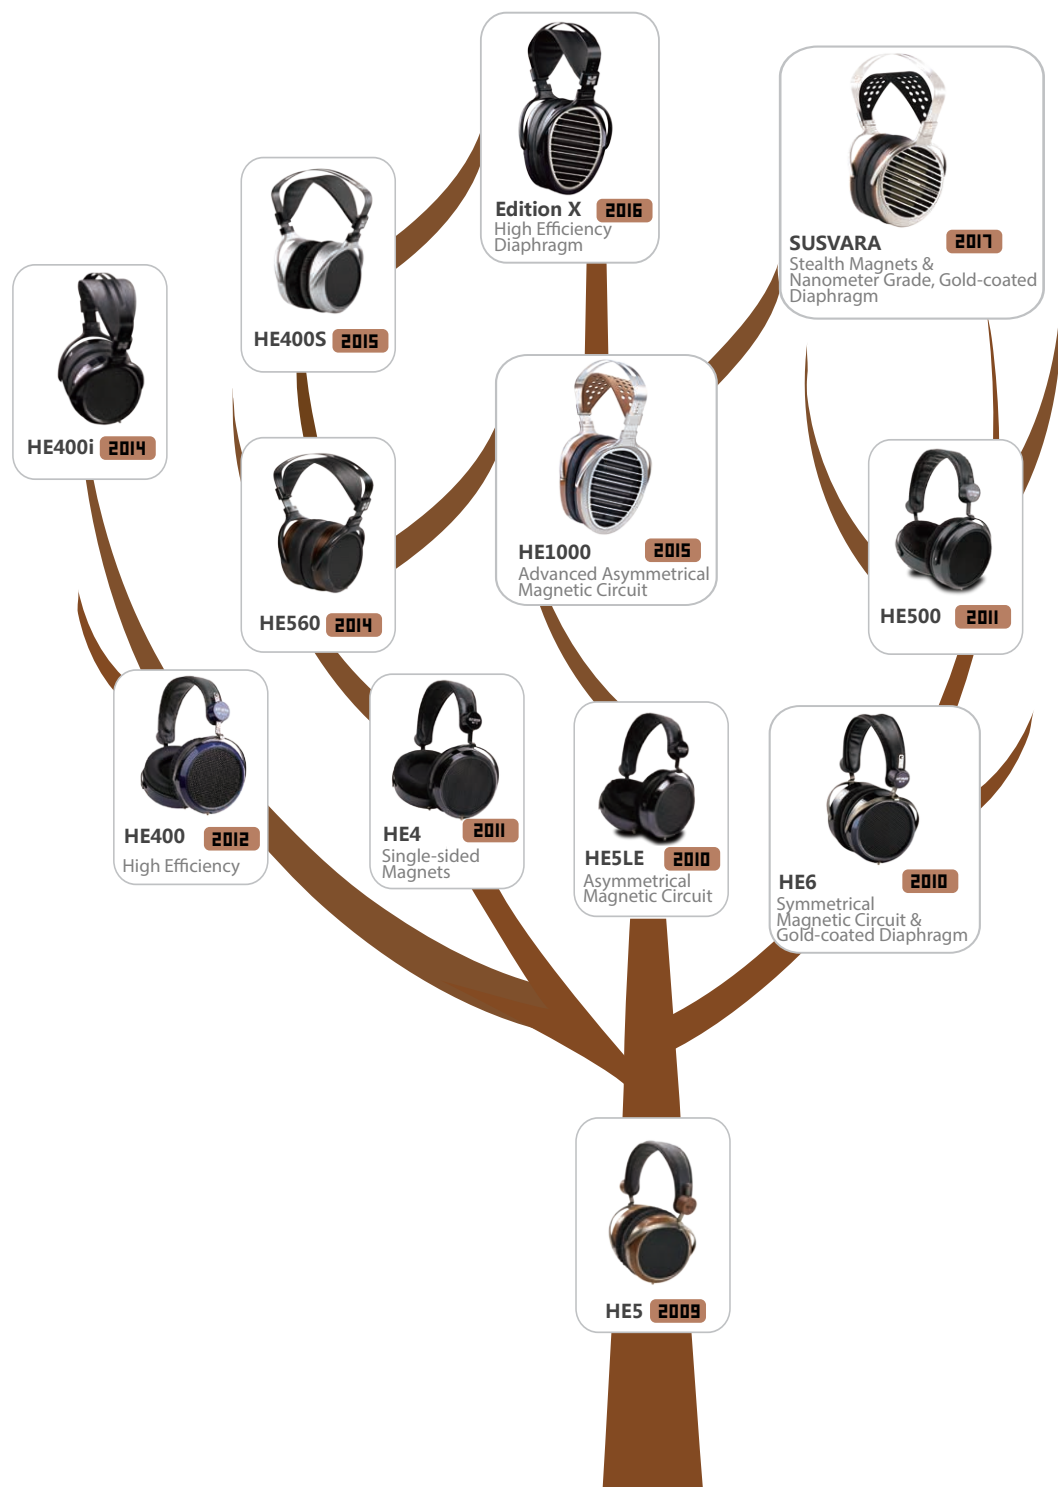 Edition X 2016
High Efficiency
Diaphragm
SUSVARA 2017
Stealth Magnets &
Nanometer Grade, Gold-coated
Diaphragm
HE400S 2015
HE400i 2014
HE1000 2015
Advanced Asymmetrical
Magnetic Circuit
HE560 2014
HE500 2011
HE400 2012
High Efficiency
HE4 2011
Single-sided
Magnets
HE5LE 2010
Asymmetrical
Magnetic Circuit
HE6 2010
Symmetrical
Magnetic Circuit &
Gold-coated Diaphragm
HE5 2009